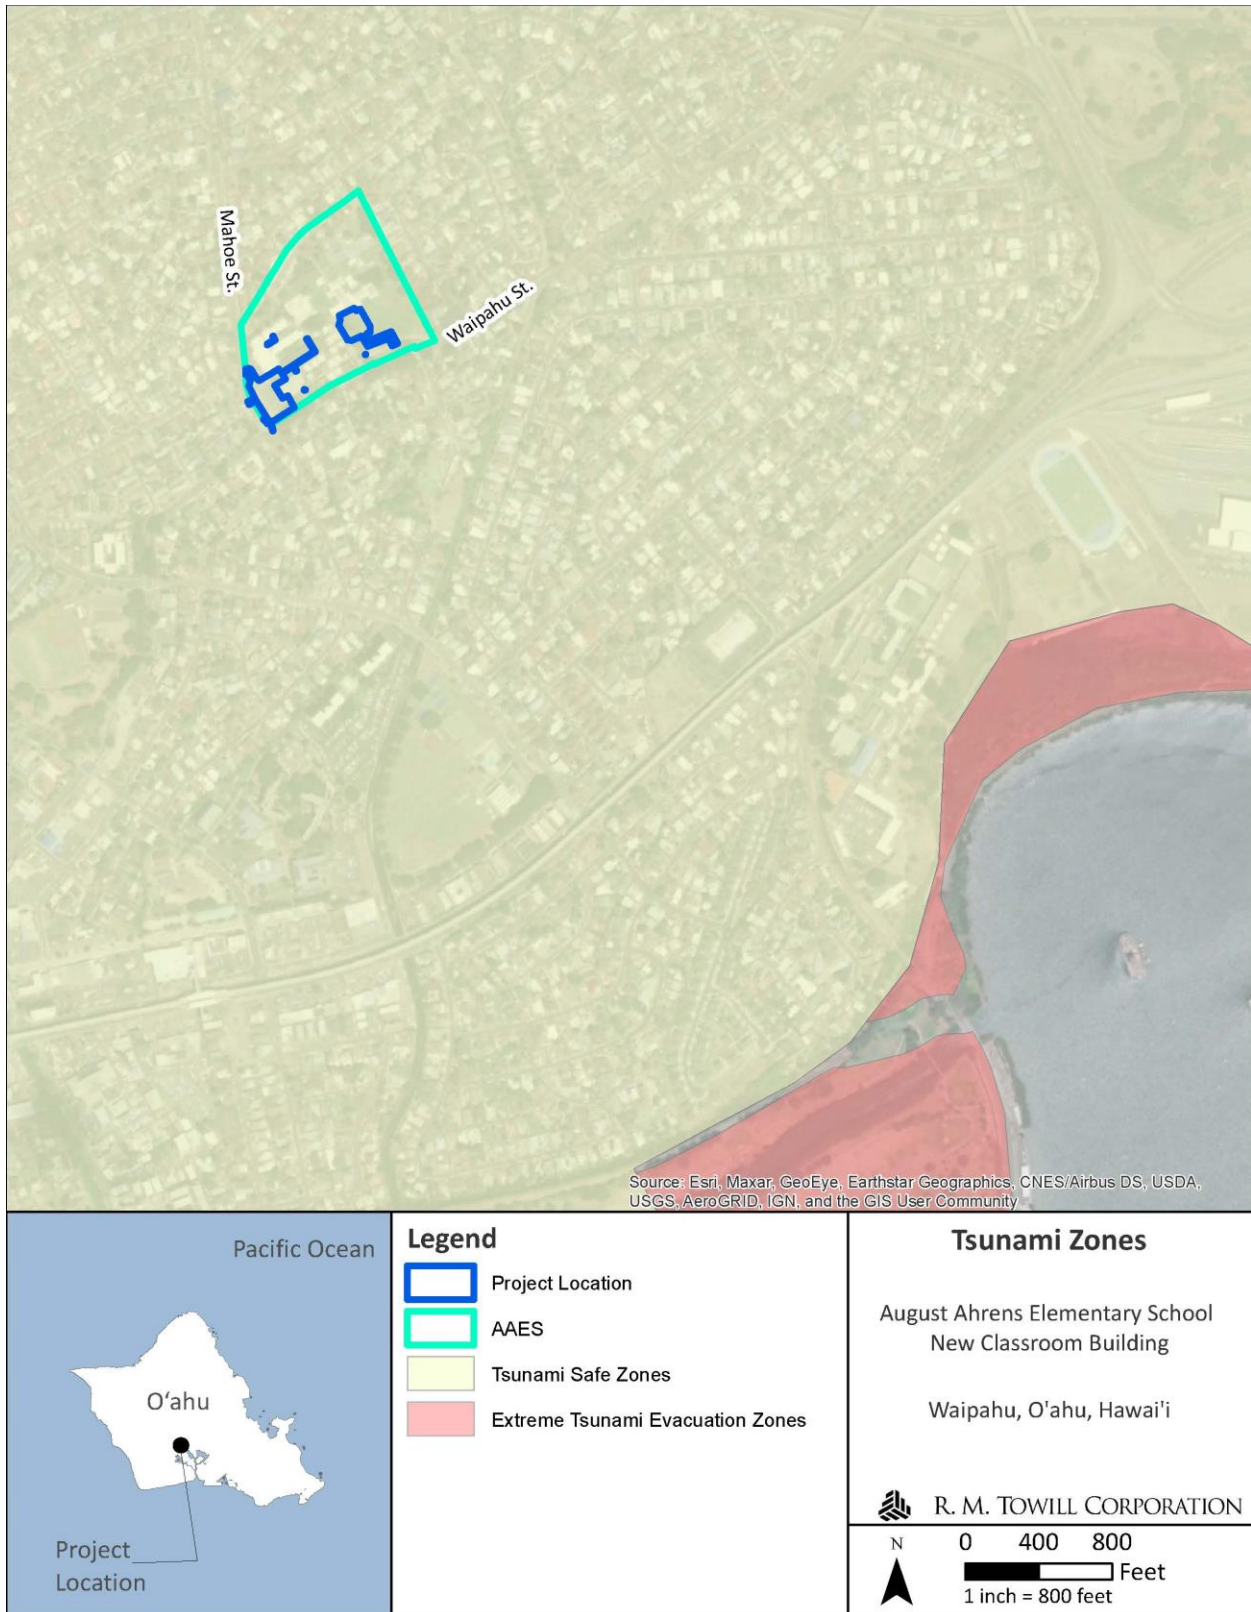 Mahoe St.
Waipahu St.
Source: Esri, Maxar, GeoEye, Earthstar Geographics, CNES/Airbus DS, USDA,
USGS, AeroGRID, IGN, and the GIS User Community
Pacific Ocean
O'ahu
Project
Location
Legend
Project Location
AAES
Tsunami Safe Zones
Extreme Tsunami Evacuation Zones
Tsunami Zones
August Ahrens Elementary School
New Classroom Building
Waipahu, O'ahu, Hawai'i
R. M. TOWILL CORPORATION
N
0 400 800
Feet
1 inch = 800 feet